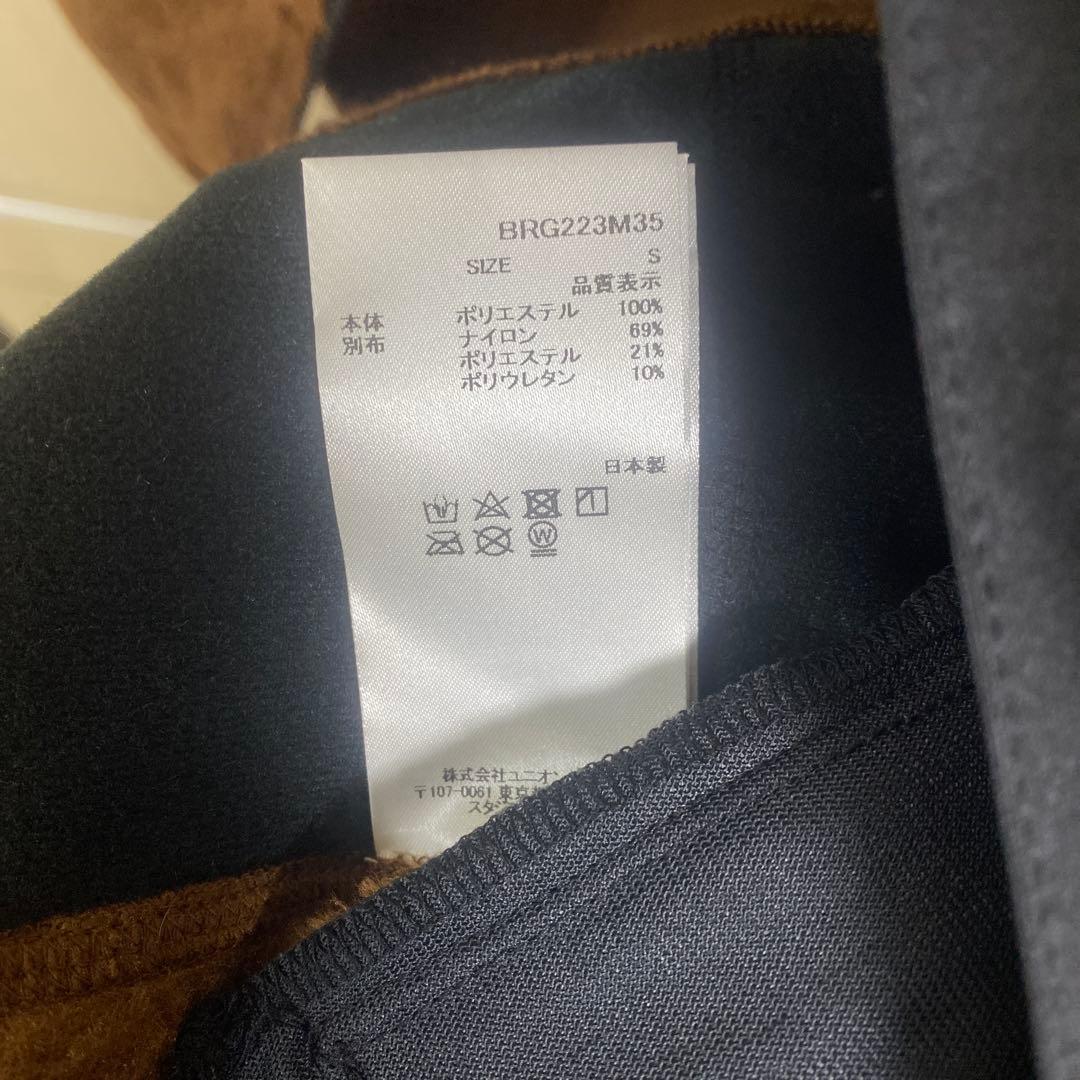 BRG223M35
SIZE S
品質表示
本体 ポリエステル 100%
別布 ナイロン 69%
ポリエステル 21%
ポリウレタン 10%
日本製
W
株式会社ユニオン
〒107-0061 東京
スタ